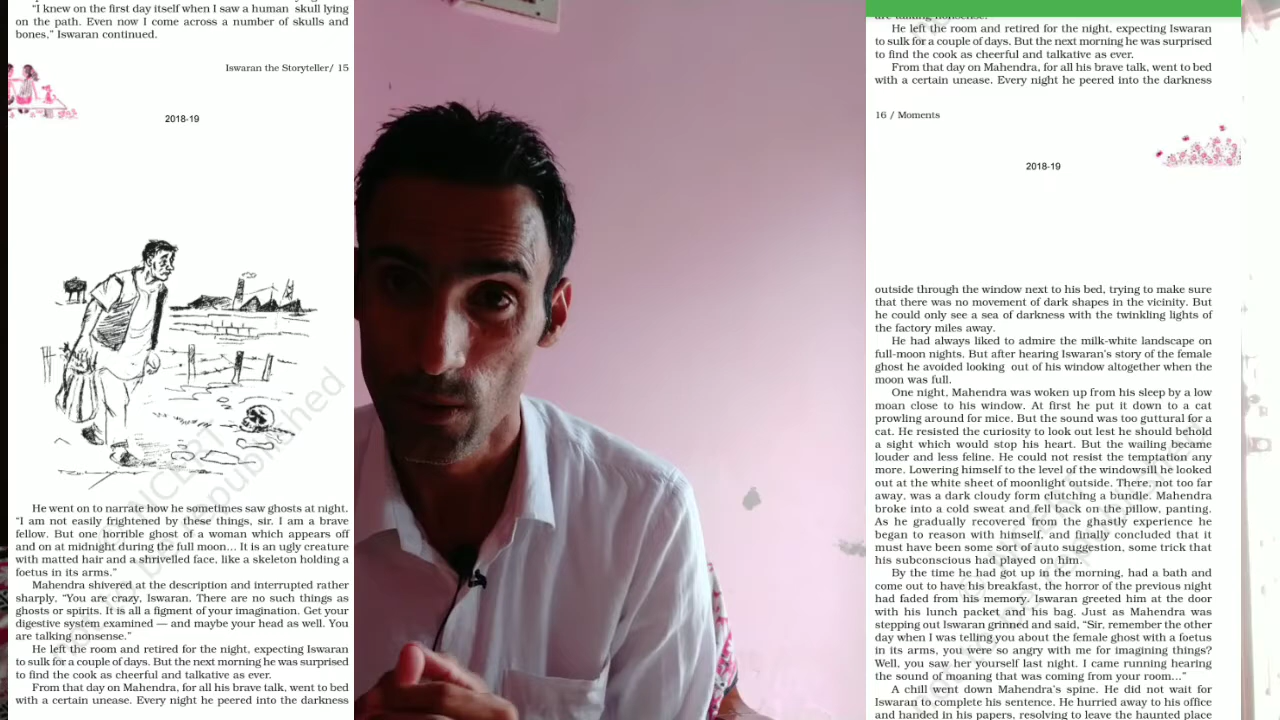 "I knew on the first day itself when I saw a human skull lying
on the path. Even now I come across a number of skulls and
bones," Iswaran continued.
Iswaran the Storyteller/ 15
2018-19
He went on to narrate how he sometimes saw ghosts at night.
"I am not easily frightened by these things, sir. I am a brave
fellow. But one horrible ghost of a woman which appears off
and on at midnight during the full moon... It is an ugly creature
with matted hair and a shrivelled face, like a skeleton holding a
foetus in its arms."
Mahendra shivered at the description and interrupted rather
sharply, "You are crazy, Iswaran. There are no such things as
ghosts or spirits. It is all a figment of your imagination. Get your
digestive system examined — and maybe your head as well. You
are talking nonsense."
He left the room and retired for the night, expecting Iswaran
to sulk for a couple of days. But the next morning he was surprised
to find the cook as cheerful and talkative as ever.
From that day on Mahendra, for all his brave talk, went to bed
with a certain unease. Every night he peered into the darkness
are talking nonsense."
He left the room and retired for the night, expecting Iswaran
to sulk for a couple of days. But the next morning he was surprised
to find the cook as cheerful and talkative as ever.
From that day on Mahendra, for all his brave talk, went to bed
with a certain unease. Every night he peered into the darkness
16 / Moments
2018-19
outside through the window next to his bed, trying to make sure
that there was no movement of dark shapes in the vicinity. But
he could only see a sea of darkness with the twinkling lights of
the factory miles away.
He had always liked to admire the milk-white landscape on
full-moon nights. But after hearing Iswaran's story of the female
ghost he avoided looking out of his window altogether when the
moon was full.
One night, Mahendra was woken up from his sleep by a low
moan close to his window. At first he put it down to a cat
prowling around for mice. But the sound was too guttural for a
cat. He resisted the curiosity to look out lest he should behold
a sight which would stop his heart. But the wailing became
louder and less feline. He could not resist the temptation any
more. Lowering himself to the level of the windowsill he looked
out at the white sheet of moonlight outside. There, not too far
away, was a dark cloudy form clutching a bundle. Mahendra
broke into a cold sweat and fell back on the pillow, panting.
As he gradually recovered from the ghastly experience he
began to reason with himself, and finally concluded that it
must have been some sort of auto suggestion, some trick that
his subconscious had played on him.
By the time he had got up in the morning, had a bath and
come out to have his breakfast, the horror of the previous night
had faded from his memory. Iswaran greeted him at the door
with his lunch packet and his bag. Just as Mahendra was
stepping out Iswaran grinned and said, "Sir, remember the other
day when I was telling you about the female ghost with a foetus
in its arms, you were so angry with me for imagining things?
Well, you saw her yourself last night. I came running hearing
the sound of moaning that was coming from your room..."
A chill went down Mahendra's spine. He did not wait for
Iswaran to complete his sentence. He hurried away to his office
and handed in his papers, resolving to leave the haunted place